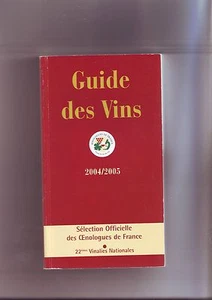 Guide
des Vins
2004/2005
Sélection Officielle
des Œnologues de France
22èmes Vinalies Nationales